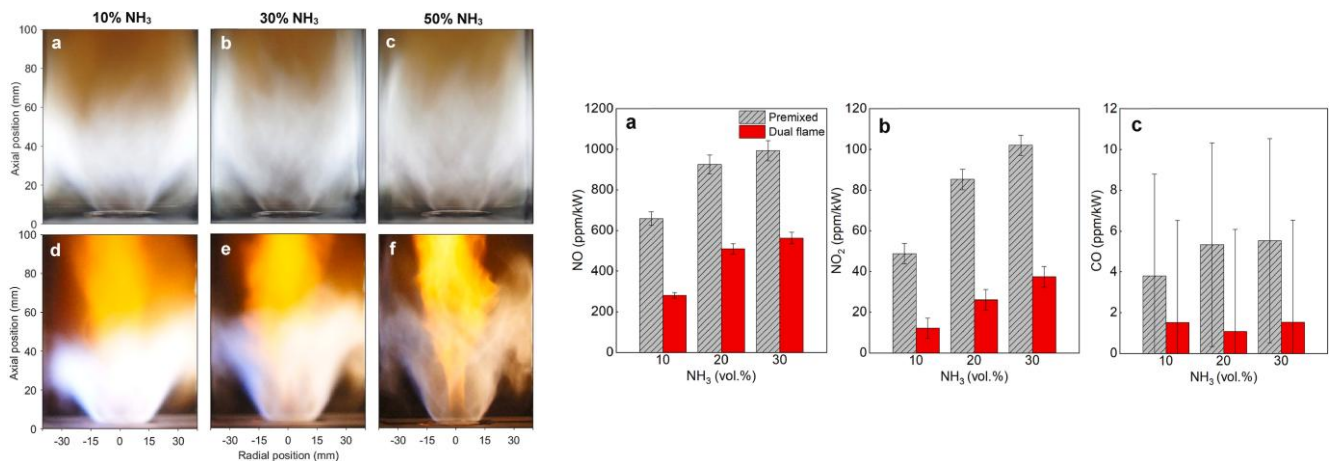 10% NH₃
30% NH₃
50% NH₃
a
b
c
Axial position (mm)
100
80
60
40
20
0
d
e
f
Axial position (mm)
100
80
60
40
20
0
-30 -15 0 15 30
-30 -15 0 15 30
-30 -15 0 15 30
Radial position (mm)
a
Premixed
Dual flame
NO (ppm/kW)
1200
1000
800
600
400
200
0
10 20 30
NH₃ (vol.%)
b
NO₂ (ppm/kW)
120
100
80
60
40
20
0
10 20 30
NH₃ (vol.%)
c
CO (ppm/kW)
12
10
8
6
4
2
0
10 20 30
NH₃ (vol.%)